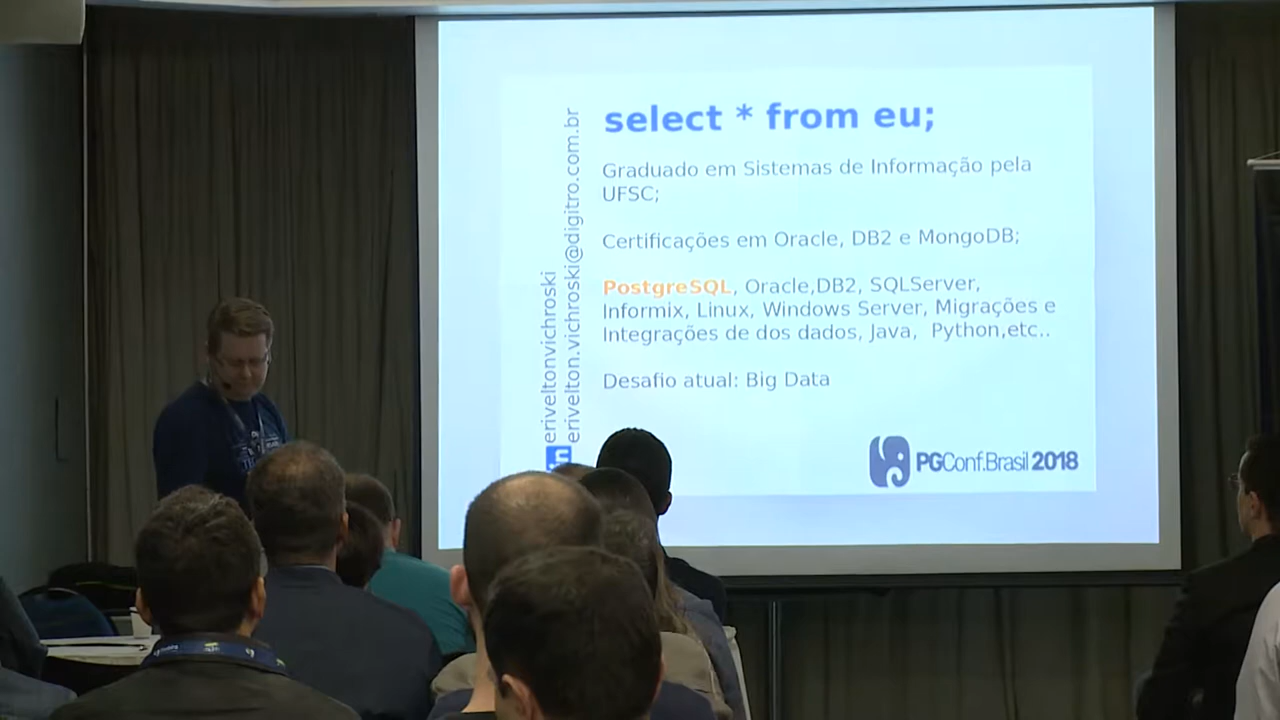 select * from eu;
Graduado em Sistemas de Informação pela
UFSC;
Certificações em Oracle, DB2 e MongoDB;
PostgreSQL, Oracle,DB2, SQLServer,
Informix, Linux, Windows Server, Migrações e
Integrações de dos dados, Java, Python,etc..
Desafio atual: Big Data
in eriveltonvichroski
erivelton.vichroski@digitro.com.br
PGConf.Brasil 2018